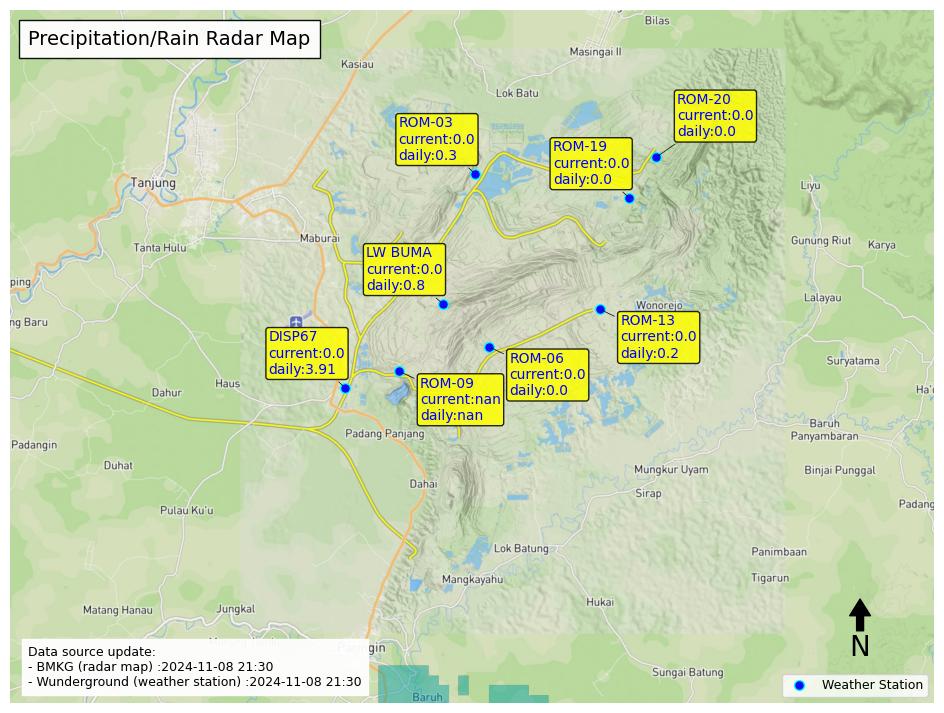 Precipitation/Rain Radar Map
Bilas
Masingai II
Kasiau
Lok Batu
ROM-20
current:0.0
daily:0.0
ROM-03
current:0.0
daily:0.3
ROM-19
current:0.0
daily:0.0
Tanjung
Liyu
Maburai
Tanta Hulu
Gunung Riut
Karya
LW BUMA
current:0.0
daily:0.8
ping
Lalayau
Wonorejo
ng Baru
ROM-13
current:0.0
daily:0.2
DISP67
current:0.0
daily:3.91
ROM-06
current:0.0
daily:0.0
Suryatama
Haus
Dahur
ROM-09
current:nan
daily:nan
Ha'o
Padang Panjang
Baruh
Panyambaran
Padangin
Duhat
Mungkur Uyam
Binjai Punggal
Dahai
Sirap
Padang
Pulau Ku'u
Lok Batung
Panimbaan
Mangkayahu
Tigarun
Matang Hanau
Jungkal
Hukai
N
Data source update:
- BMKG (radar map) :2024-11-08 21:30
- Wunderground (weather station) :2024-11-08 21:30
Sungai Batung
Baruh
Weather Station